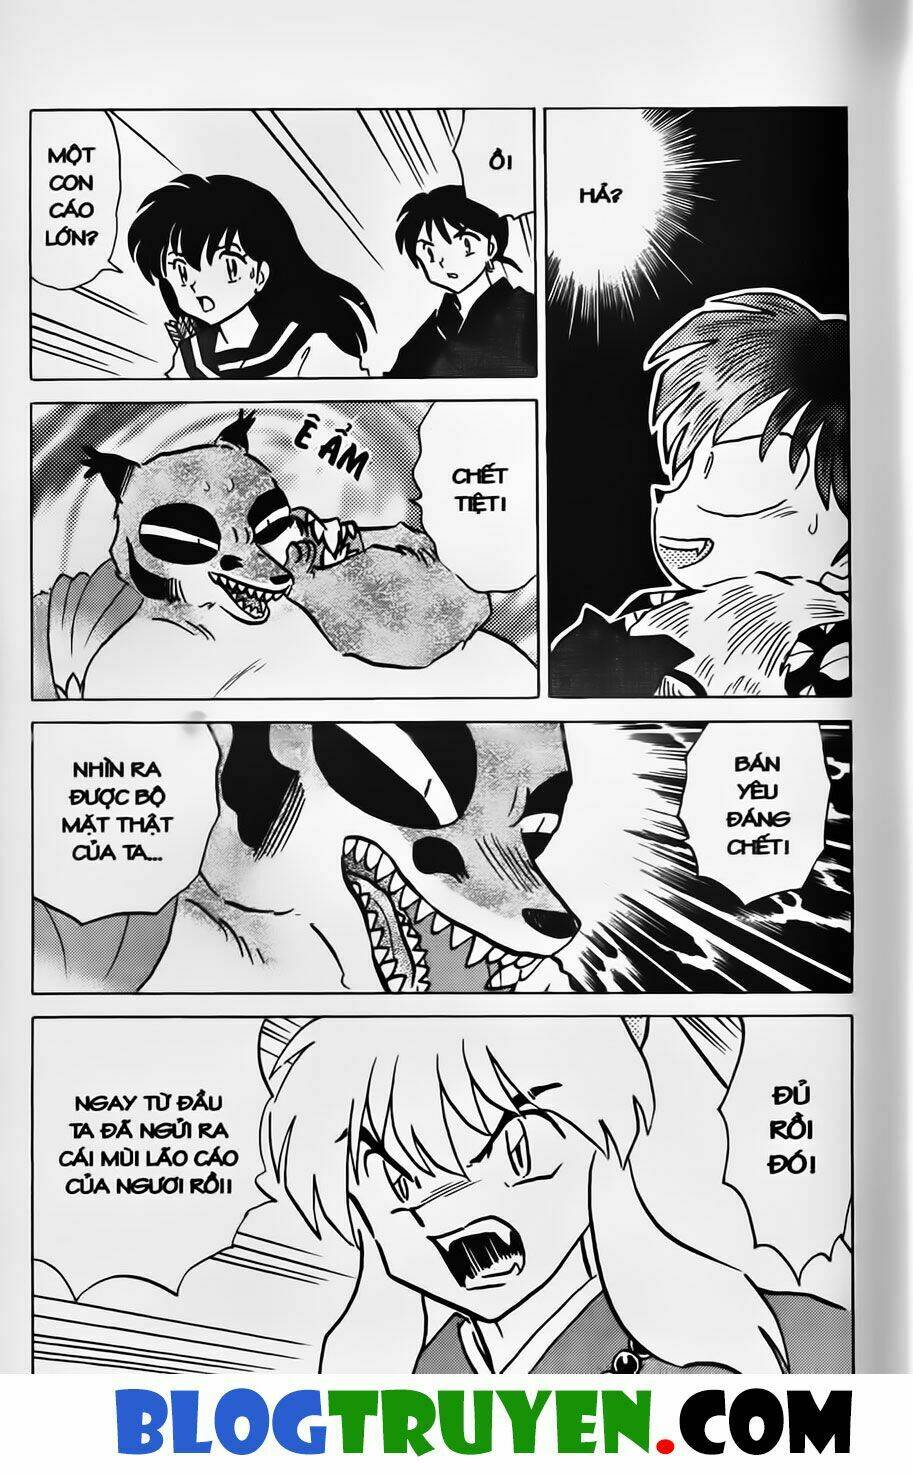 HẢ?
ỒI
MỘT
CON
CÁO
LỚN?
Ê ẨM
CHẾT
TIỆT!
BÁN
YÊU
ĐÁNG
CHẾT!
NHÌN RA
ĐƯỢC BỘ
MẶT THẬT
CỦA TA...
ĐỦ
RỒI
ĐÓ!
NGAY TỪ ĐẦU
TA ĐÃ NGỬI RA
CÁI MÙI LÃO CÁO
CỦA NGƯƠI RỒI!
BLOGTRUYEN.COM